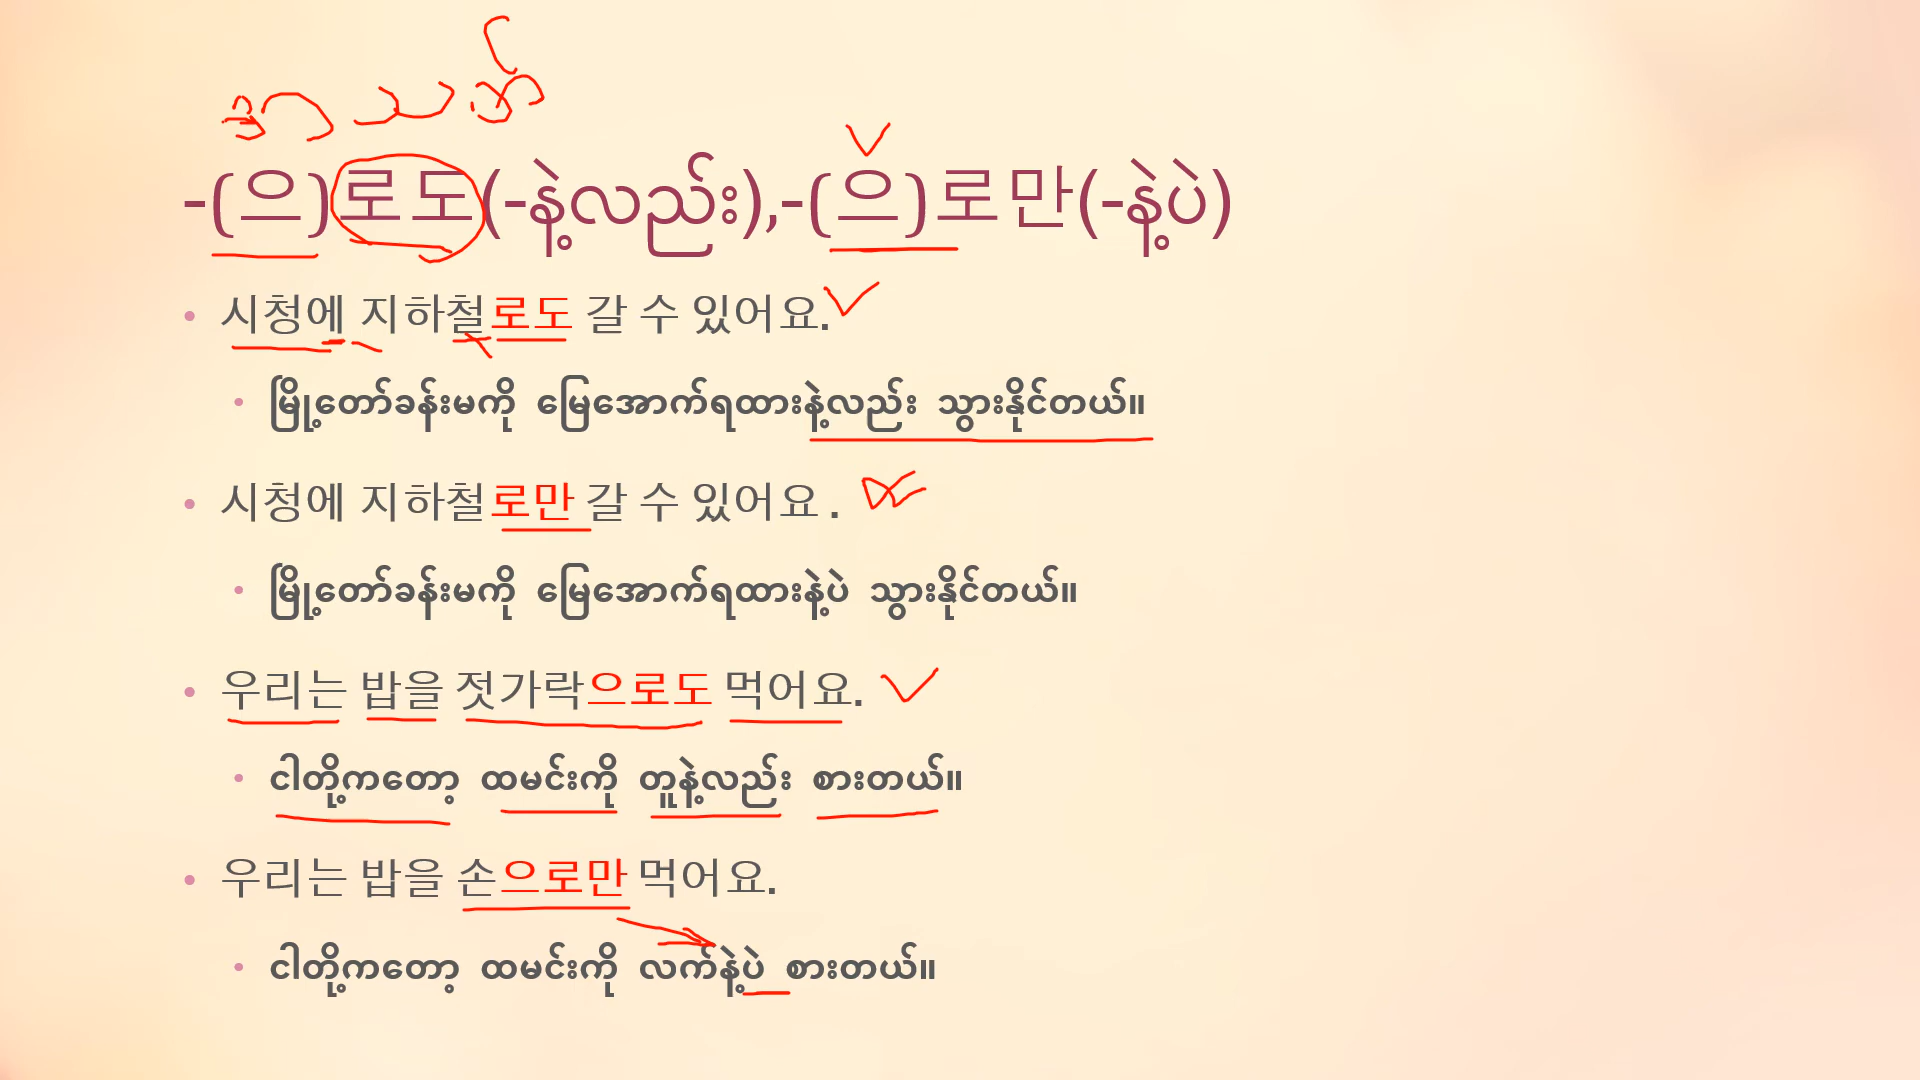 -(으)로도(-နဲ့လည်း),-(으)로만(-နဲ့ပဲ)
• 시청에 지하철로도 갈 수 있어요.
• မြို့တော်ခန်းမကို မြေအောက်ရထားနဲ့လည်း သွားနိုင်တယ်။
• 시청에 지하철로만 갈 수 있어요 .
• မြို့တော်ခန်းမကို မြေအောက်ရထားနဲ့ပဲ သွားနိုင်တယ်။
• 우리는 밥을 젓가락으로도 먹어요.
• ငါတို့ကတော့ ထမင်းကို တူနဲ့လည်း စားတယ်။
• 우리는 밥을 손으로만 먹어요.
• ငါတို့ကတော့ ထမင်းကို လက်နဲ့ပဲ စားတယ်။